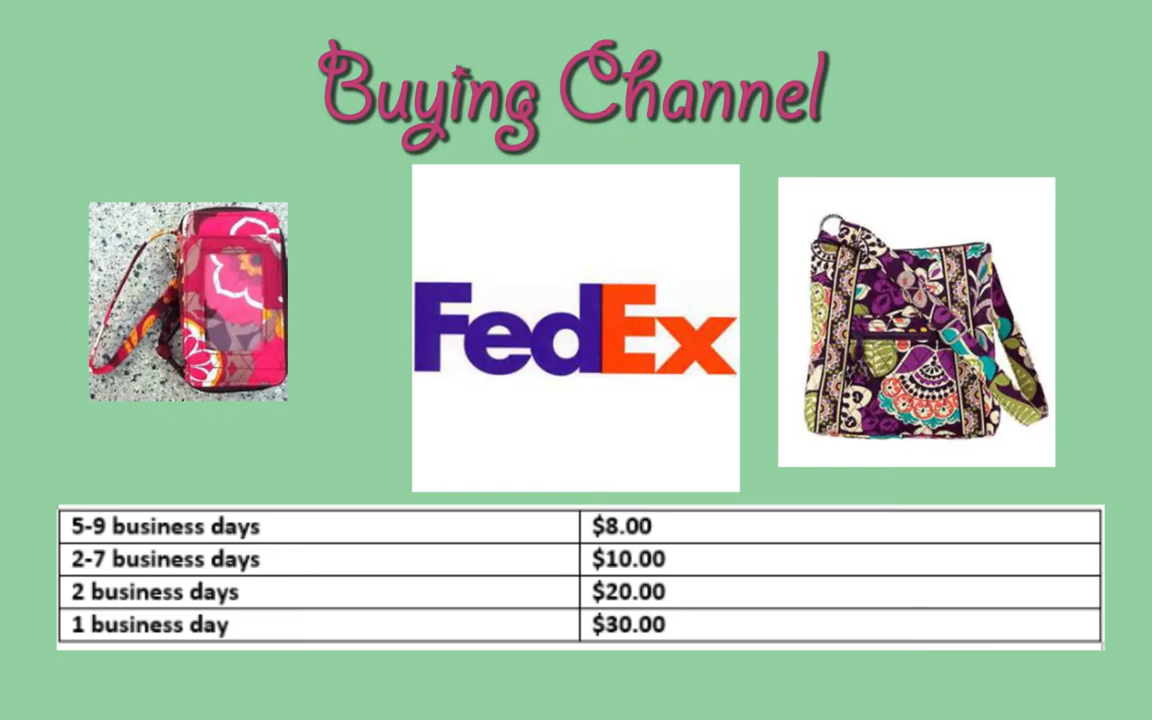 Buying Channel
FedEx
5-9 business days $8.00
2-7 business days $10.00
2 business days $20.00
1 business day $30.00